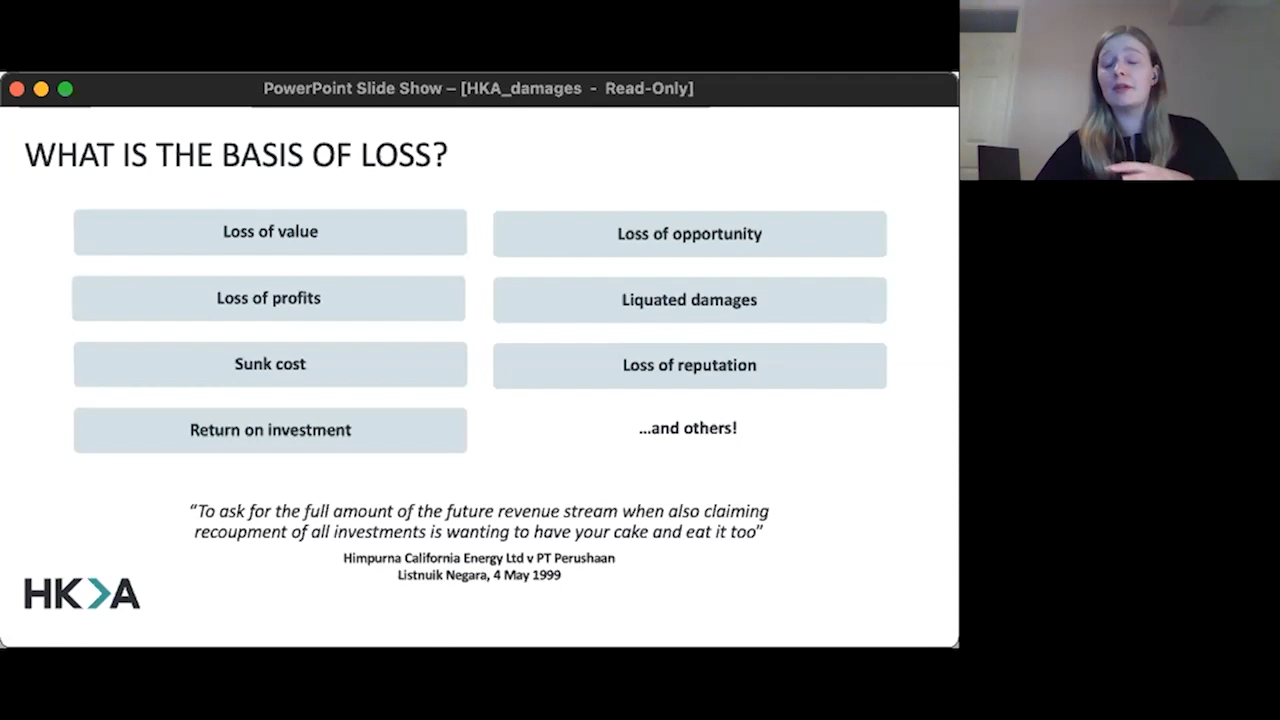 PowerPoint Slide Show – [HKA_damages - Read-Only]
WHAT IS THE BASIS OF LOSS?
Loss of value
Loss of opportunity
Loss of profits
Liquated damages
Sunk cost
Loss of reputation
Return on investment
...and others!
“To ask for the full amount of the future revenue stream when also claiming
recoupment of all investments is wanting to have your cake and eat it too”
Himpurna California Energy Ltd v PT Perushaan
Listnuik Negara, 4 May 1999
HKA